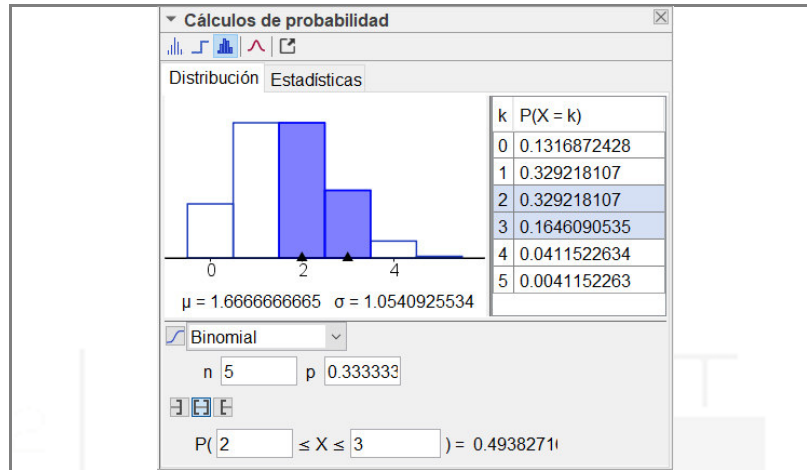 Cálculos de probabilidad
Distribución Estadísticas
k P(X = k)
0 0.1316872428
1 0.329218107
2 0.329218107
3 0.1646090535
4 0.0411522634
5 0.0041152263
0 2 4
μ = 1.6666666665 σ = 1.0540925534
Binomial
n 5 p 0.333333
P( 2 ≤ X ≤ 3 ) = 0.4938271